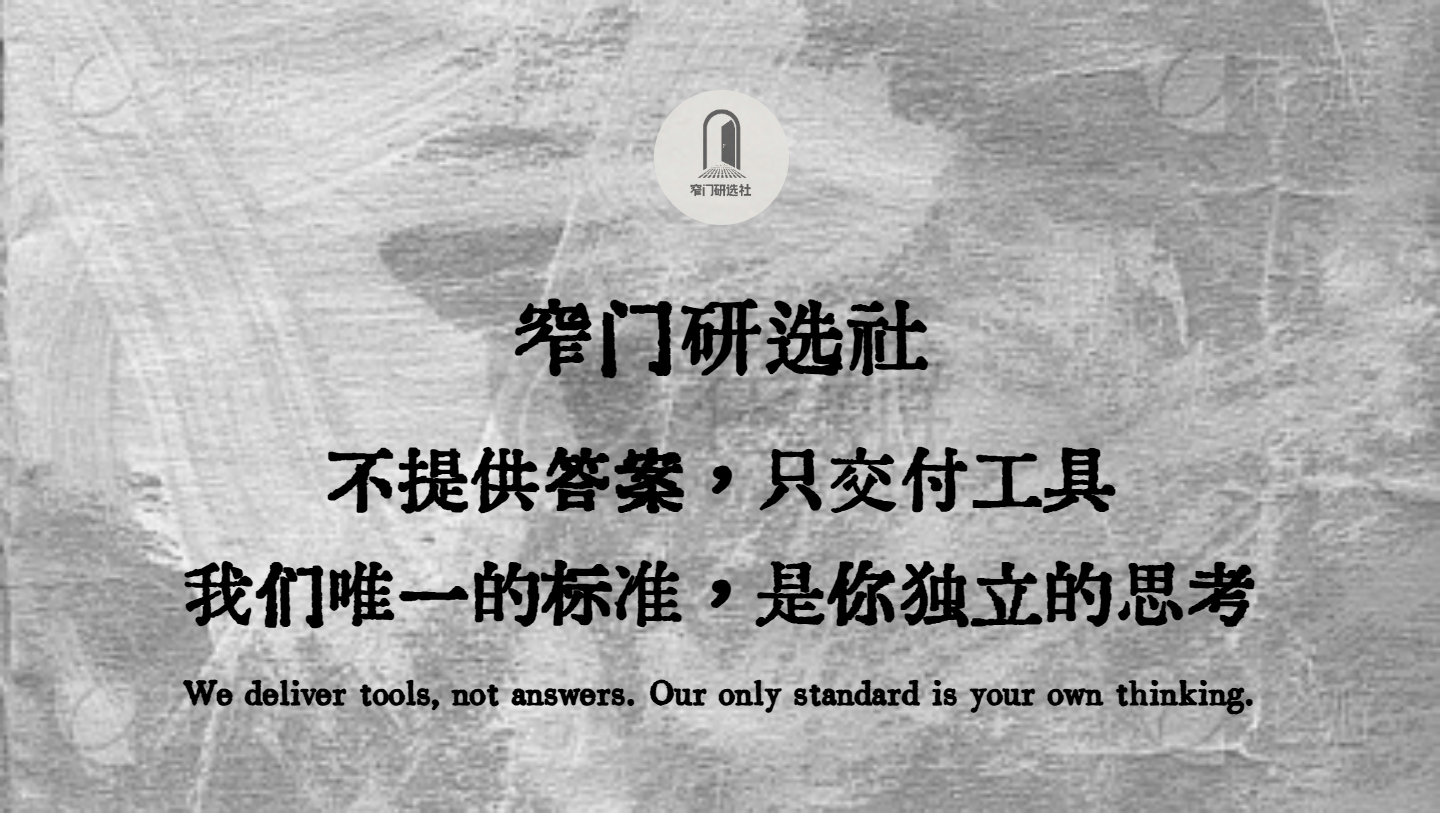 窄门研选社
窄门研选社
不提供答案，只交付工具
我们唯一的标准，是你独立的思考
We deliver tools, not answers. Our only standard is your own thinking.